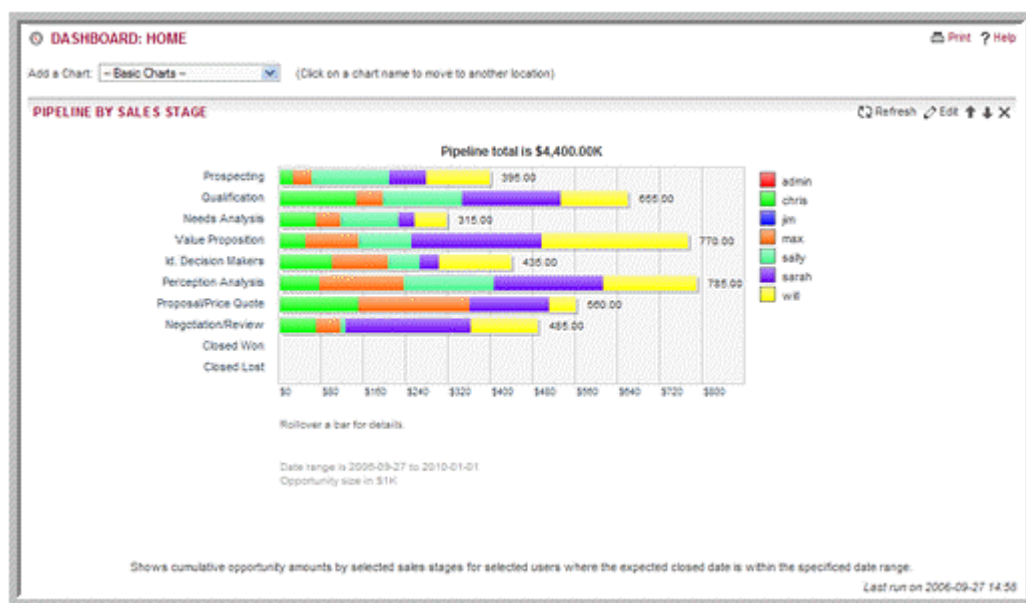 DASHBOARD: HOME
Print ? Help
Add a Chart: -- Basic Charts -- (Click on a chart name to move to another location)
PIPELINE BY SALES STAGE
Refresh Edit
Pipeline total is $4,400.00K
Prospecting 395.00
Qualification 655.00
Needs Analysis 315.00
Value Proposition 770.00
Id. Decision Makers 435.00
Perception Analysis 785.00
Proposal/Price Quote 560.00
Negotiation/Review 485.00
Closed Won
Closed Lost
$0 $80 $160 $240 $320 $400 $480 $560 $640 $720 $800
admin
chris
jim
max
sally
sarah
will
Rollover a bar for details.
Date range is 2006-09-27 to 2010-01-01
Opportunity size in $1K
Shows cumulative opportunity amounts by selected sales stages for selected users where the expected closed date is within the specificed date range.
Last run on 2006-09-27 14:58